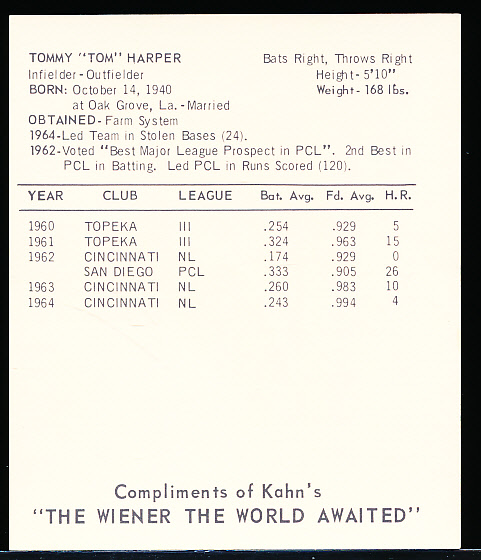 TOMMY "TOM" HARPER Bats Right, Throws Right
Infielder-Outfielder Height-5'10"
BORN: October 14, 1940 Weight-168 lbs.
at Oak Grove, La.-Married
OBTAINED-Farm System
1964-Led Team in Stolen Bases (24).
1962-Voted "Best Major League Prospect in PCL". 2nd Best in
PCL in Batting. Led PCL in Runs Scored (120).
YEAR CLUB LEAGUE Bat. Avg. Fd. Avg. H.R.
1960 TOPEKA III .254 .929 5
1961 TOPEKA III .324 .963 15
1962 CINCINNATI NL .174 .929 0
SAN DIEGO PCL .333 .905 26
1963 CINCINNATI NL .260 .983 10
1964 CINCINNATI NL .243 .994 4
Compliments of Kahn's
"THE WIENER THE WORLD AWAITED"